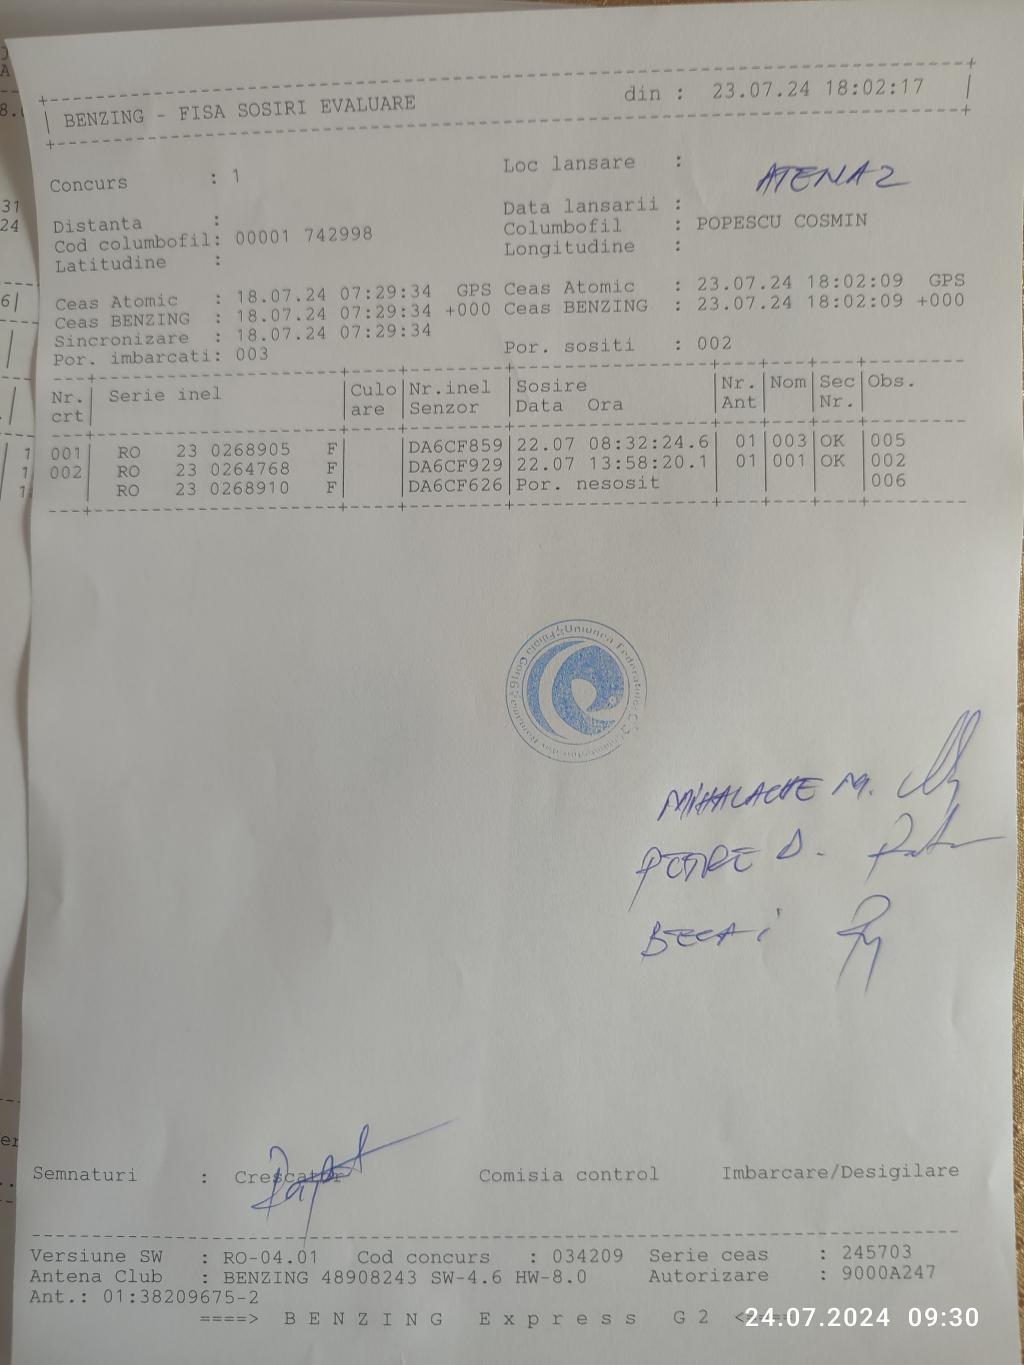 BENZING - FISA SOSIRI EVALUARE din : 23.07.24 18:02:17
Concurs : 1 Loc lansare : ATENA 2
Distanta : Data lansarii :
Cod columbofil: 00001 742998 Columbofil : POPESCU COSMIN
Latitudine : Longitudine :
Ceas Atomic : 18.07.24 07:29:34 GPS Ceas Atomic : 23.07.24 18:02:09 GPS
Ceas BENZING : 18.07.24 07:29:34 +000 Ceas BENZING : 23.07.24 18:02:09 +000
Sincronizare : 18.07.24 07:29:34
Por. imbarcati: 003 Por. sositi : 002
Nr. Serie inel Culo Nr.inel Sosire Nr. Nom Sec Obs.
crt are Senzor Data Ora Ant Nr.
001 RO 23 0268905 F DA6CF859 22.07 08:32:24.6 01 003 OK 005
002 RO 23 0264768 F DA6CF929 22.07 13:58:20.1 01 001 OK 002
RO 23 0268910 F DA6CF626 Por. nesosit 006
Uniunea Federatiilor
MIHALACHE M.
PETRE D.
Semnaturi : Crescator Comisia control Imbarcare/Desigilare
Versiune SW : RO-04.01 Cod concurs : 034209 Serie ceas : 245703
Antena Club : BENZING 48908243 SW-4.6 HW-8.0 Autorizare : 9000A247
Ant.: 01:38209675-2
====> B E N Z I N G E x p r e s s G 2 <====
24.07.2024 09:30